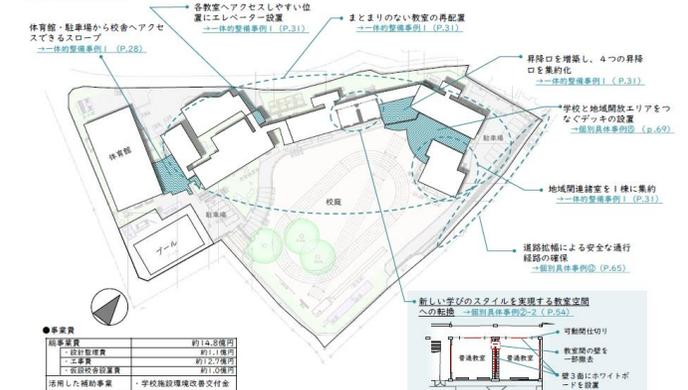 各教室へアクセスしやすい位
置にエレベーター設置
→一体的整備事例Ⅰ（P.31）
まとまりのない教室の再配置
→一体的整備事例Ⅰ（P.31）
体育館・駐車場から校舎へアクセ
スできるスロープ
→一体的整備事例Ⅰ（P.28）
昇降口を増築し、４つの昇降
口を集約化
→一体的整備事例Ⅰ（P.31）
学校と地域開放エリアをつ
なぐデッキの設置
→個別具体事例⑮（p.69）
駐車場
体育館
地域関連諸室を１棟に集約
→一体的整備事例Ⅰ（P.31）
校庭
駐車場
プール
道路拡幅による安全な通行
経路の確保
→個別具体事例⑫（P.65）
新しい学びのスタイルを実現する教室空間
への転換 →個別具体事例②-2（P.54）
可動間仕切り
教室間の壁を
一部撤去
普通教室
普通教室
壁３面にホワイトボ
ードを設置
●事業費
総事業費 約14.8億円
・設計監理費 約1.1億円
・工事費 約12.7億円
・仮設校舎設置費 約1.0億円
活用した補助事業 ・学校施設環境改善交付金